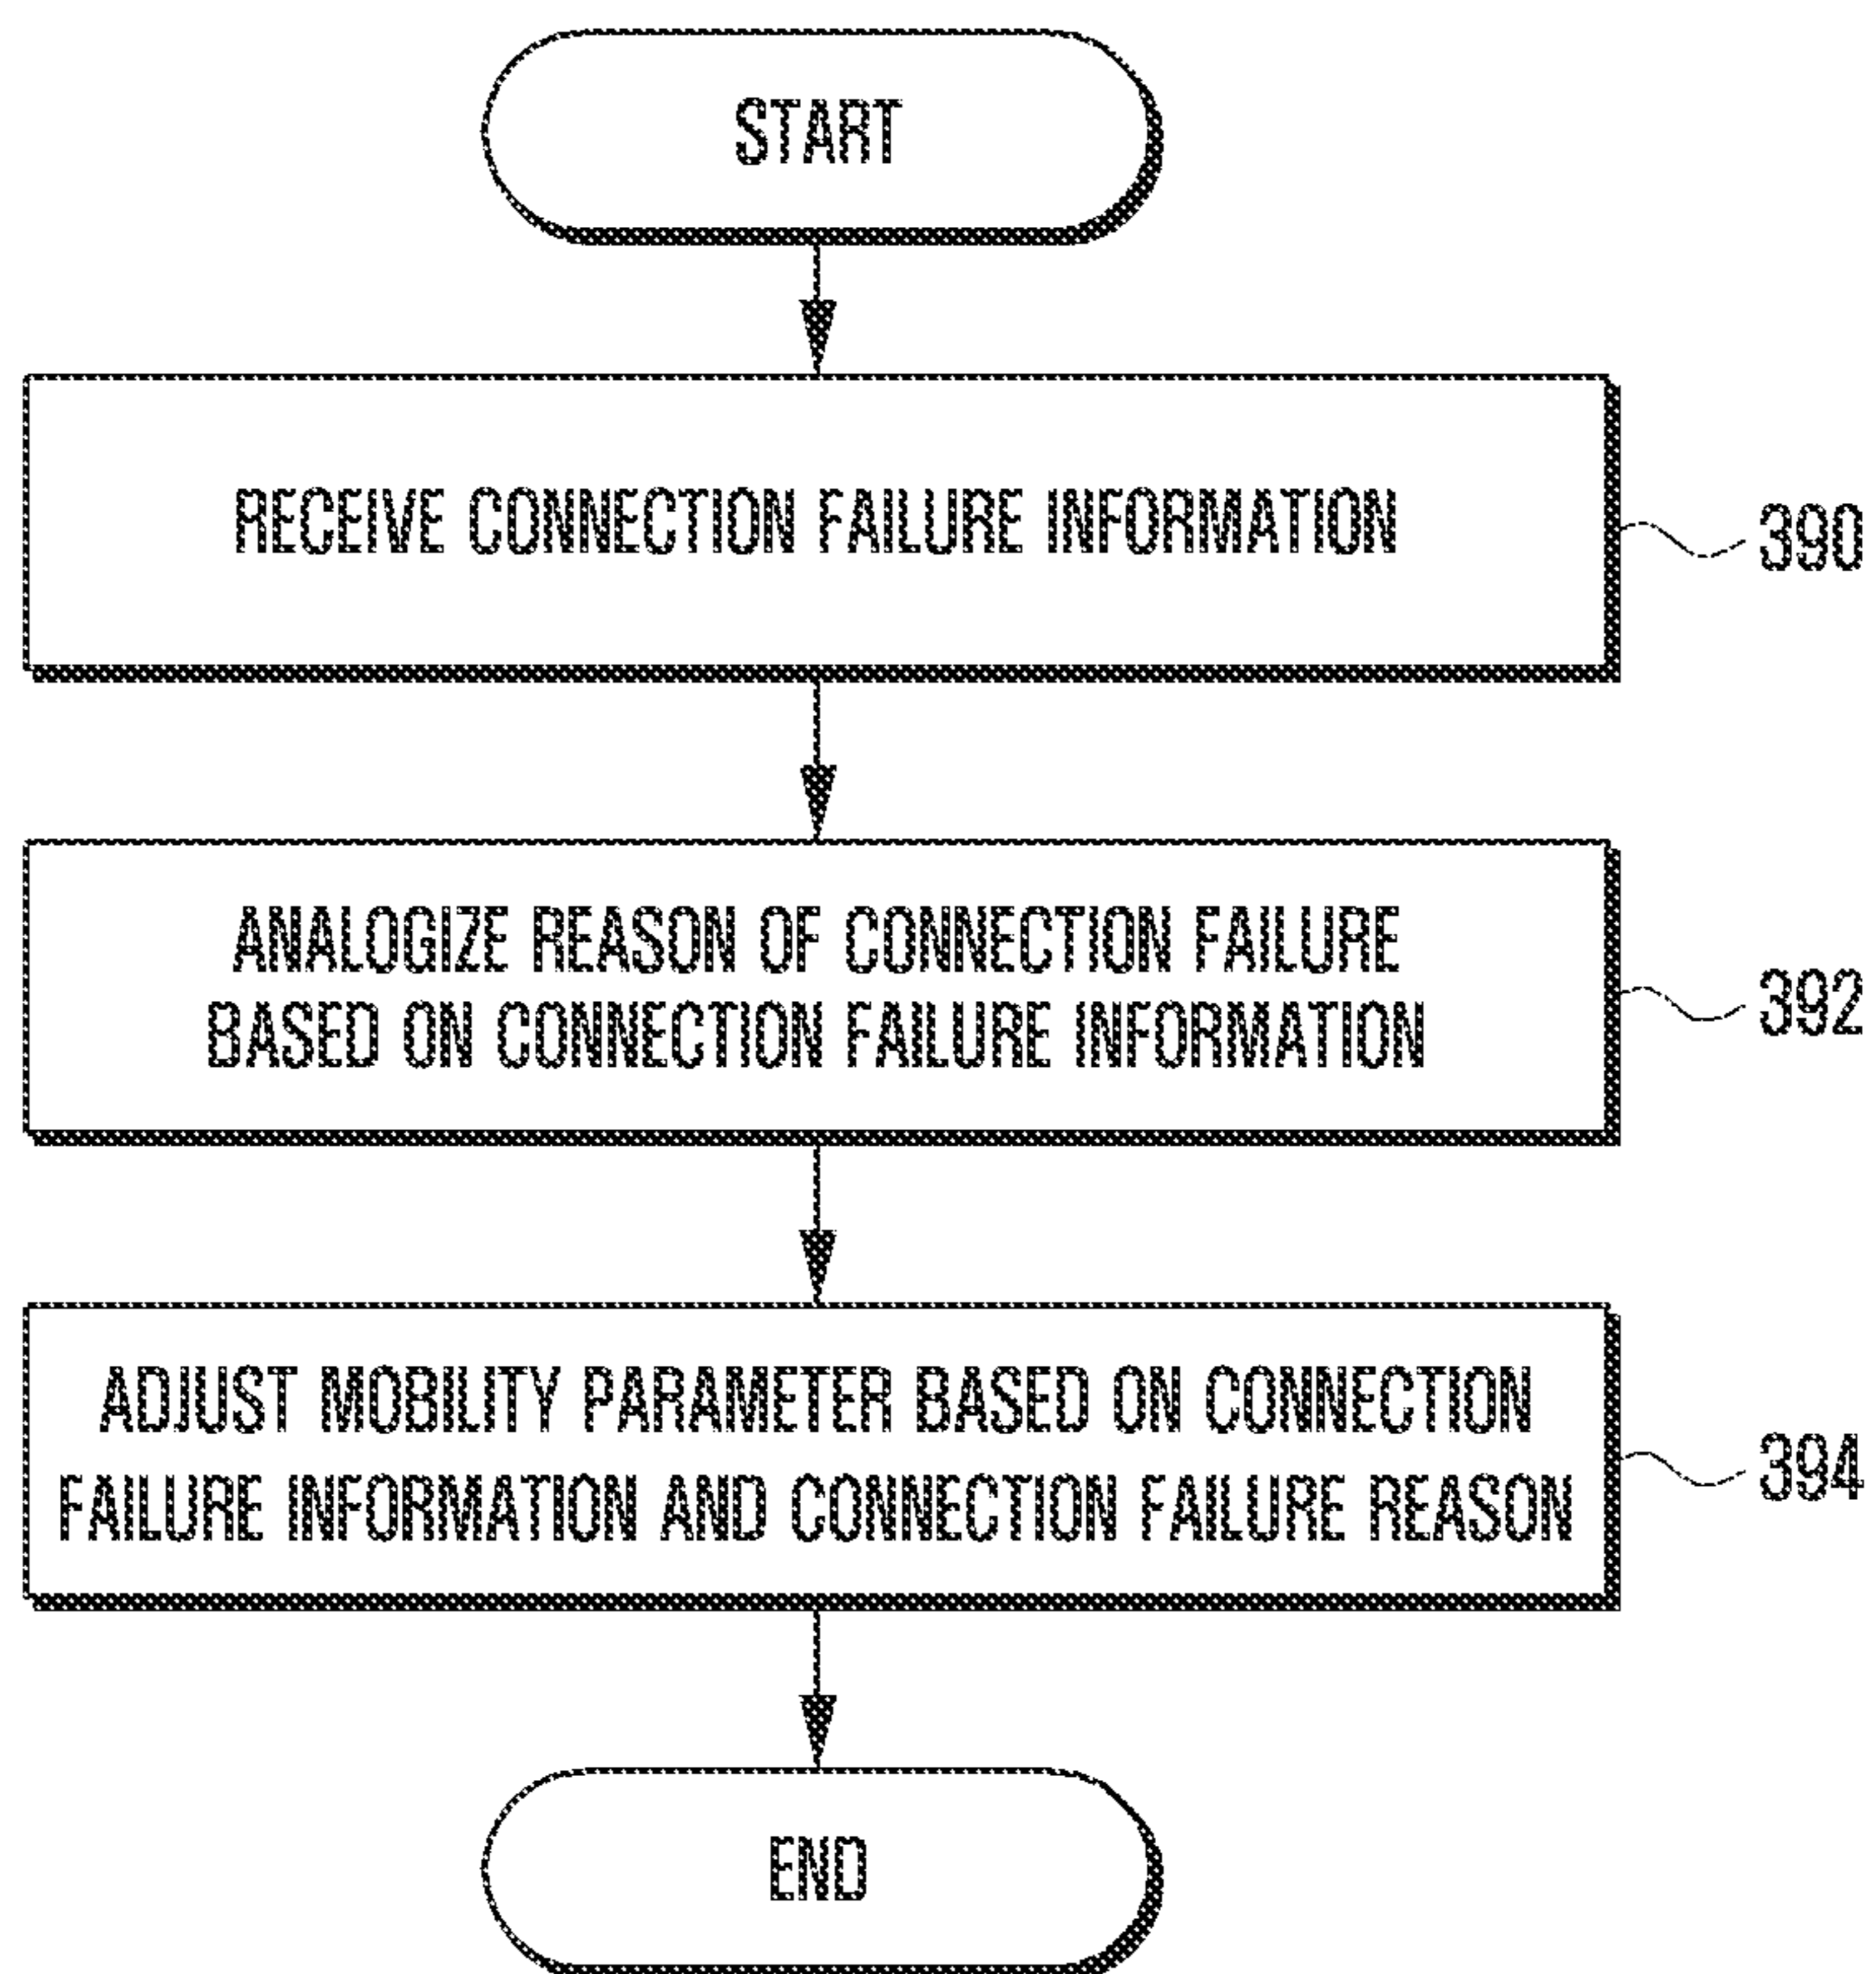 START
RECEIVE CONNECTION FAILURE INFORMATION
390
ANALOGIZE REASON OF CONNECTION FAILURE
BASED ON CONNECTION FAILURE INFORMATION
392
ADJUST MOBILITY PARAMETER BASED ON CONNECTION
FAILURE INFORMATION AND CONNECTION FAILURE REASON
394
END